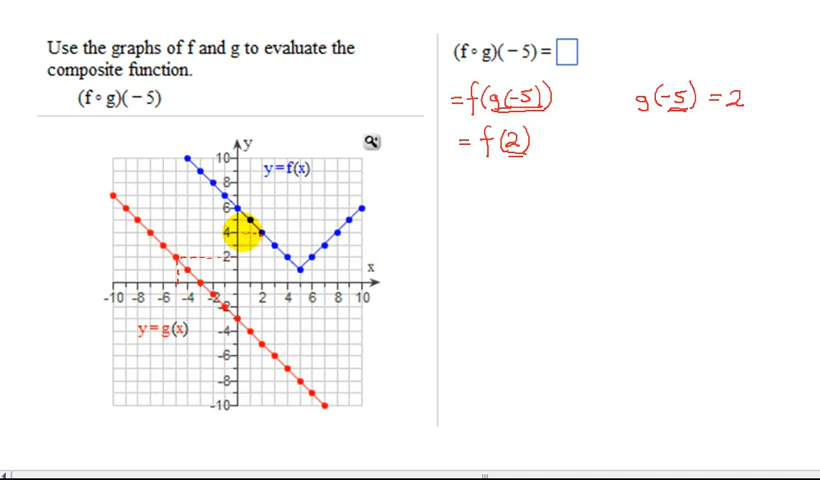 Use the graphs of f and g to evaluate the
composite function.
(f∘g)(−5)
(f∘g)(−5)=
=f(g(-5))
g(-5)=2
=f(2)
y
10
y=f(x)
8
6
4
2
x
-10 -8 -6 -4 -2 2 4 6 8 10
-2
y=g(x)
-4
-6
-8
-10